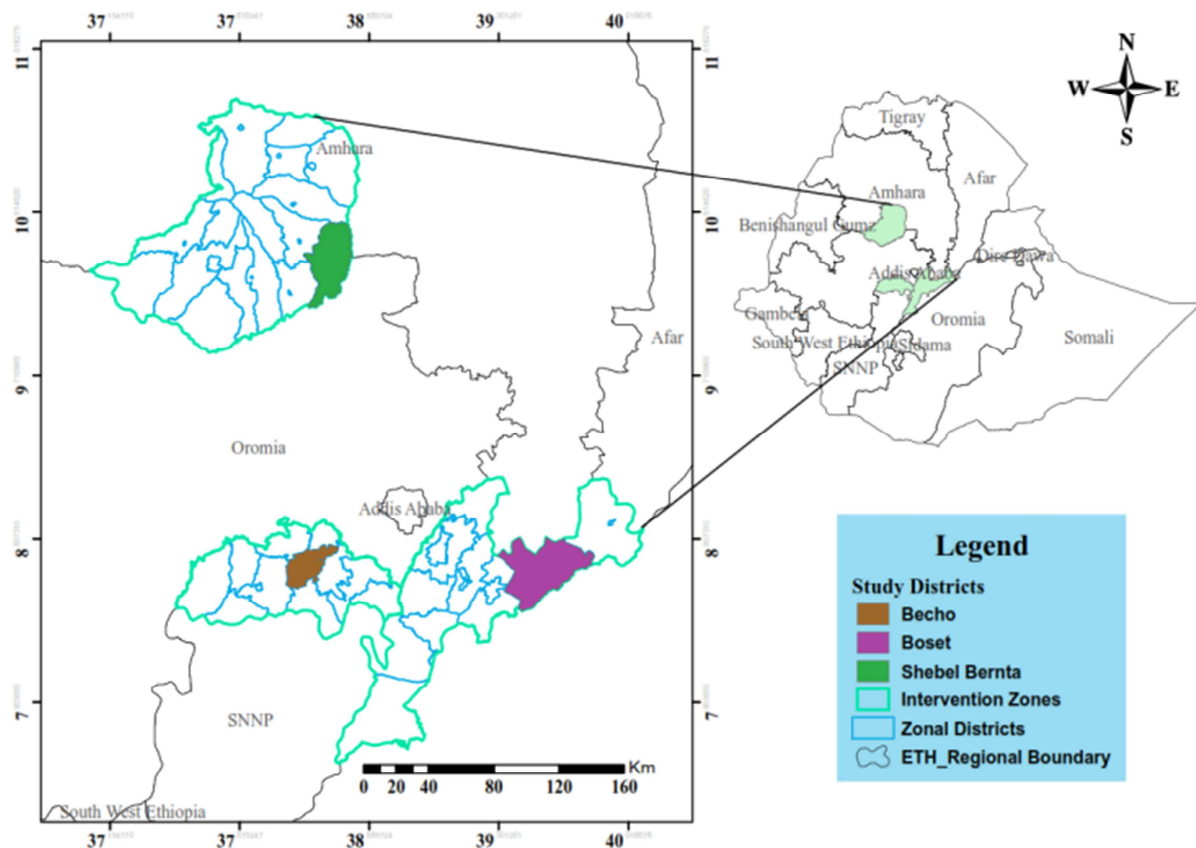 37 37 38 39 40
11
10
9
8
7
Amhara
Afar
Oromia
Addis Ababa
SNNP
South West Ethiopia
Km
0 20 40 80 120 160
37 37 38 39 40
11
10
9
8
7
N
W E
S
Tigray
Afar
Amhara
Benishangul Gumz
Dire Dawa
Addis Ababa
Gambela
Oromia
Somali
South West Ethiopia
Sidama
SNNP
Legend
Study Districts
Becho
Boset
Shebel Bernta
Intervention Zones
Zonal Districts
ETH_Regional Boundary